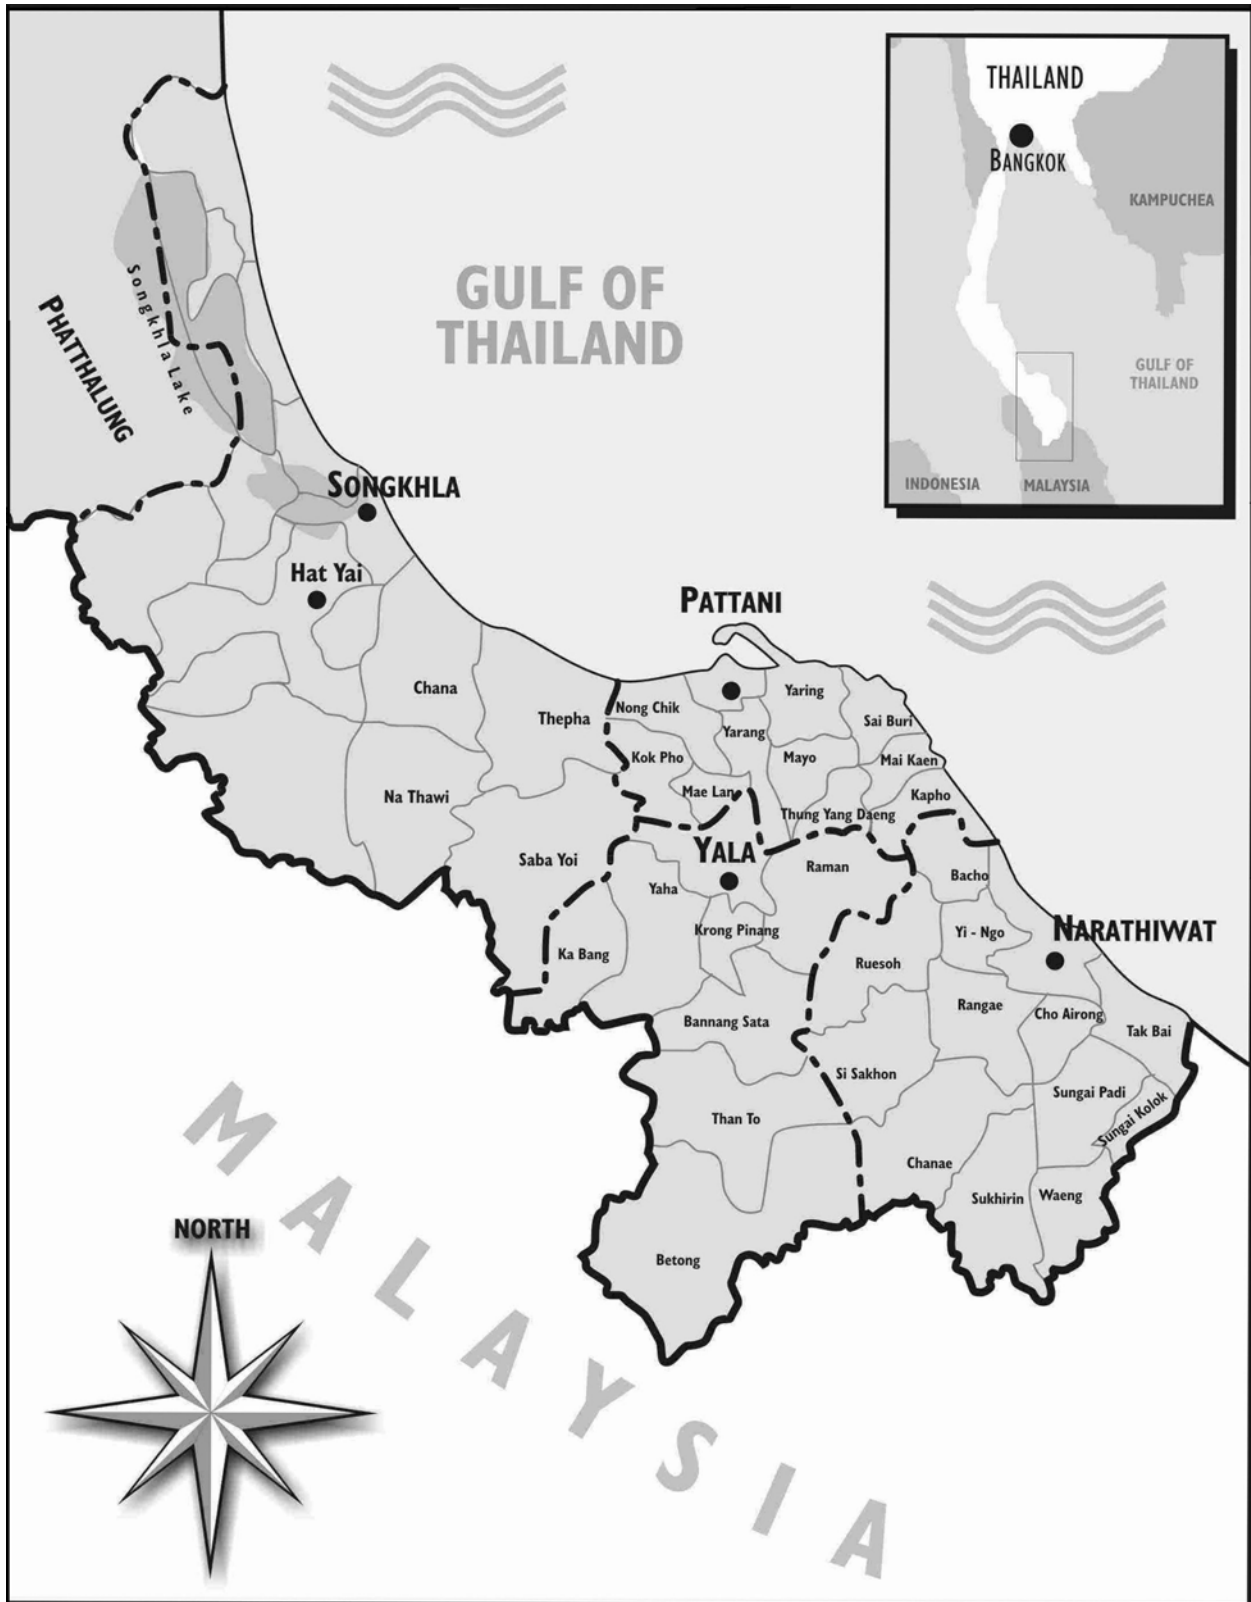 THAILAND
BANGKOK
KAMPUCHEA
GULF OF
THAILAND
INDONESIA
MALAYSIA
GULF OF
THAILAND
PHATTHALUNG
Songkhla Lake
SONGKHLA
Hat Yai
PATTANI
Chana
Thepha
Nong Chik
Yaring
Sai Buri
Yarang
Kok Pho
Mayo
Mai Kaen
Na Thawi
Mae Lan
Kapho
Thung Yang Daeng
Saba Yoi
YALA
Raman
Bacho
Yaha
Krong Pinang
Yi - Ngo
NARATHIWAT
Ka Bang
Ruesoh
Rangae
Cho Airong
Bannang Sata
Tak Bai
Si Sakhon
Sungai Padi
Than To
Sungai Kolok
Chanae
Sukhirin
Waeng
Betong
MALAYSIA
NORTH